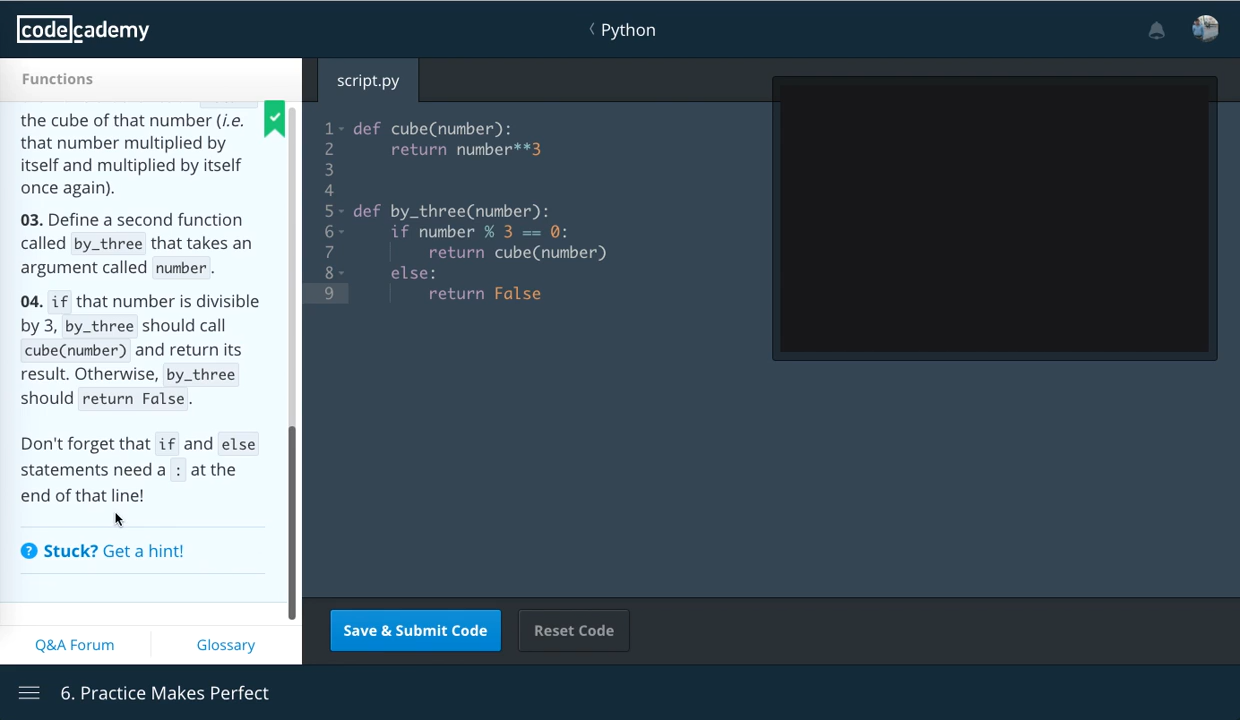 codecademy
Python
Functions
script.py
the cube of that number (i.e.
that number multiplied by
itself and multiplied by itself
once again).
03. Define a second function
called by_three that takes an
argument called number.
04. if that number is divisible
by 3, by_three should call
cube(number) and return its
result. Otherwise, by_three
should return False.
Don't forget that if and else
statements need a : at the
end of that line!
? Stuck? Get a hint!
Q&A Forum
Glossary
1 def cube(number):
2     return number**3
3
4
5 def by_three(number):
6     if number % 3 == 0:
7         return cube(number)
8     else:
9         return False
Save & Submit Code
Reset Code
6. Practice Makes Perfect